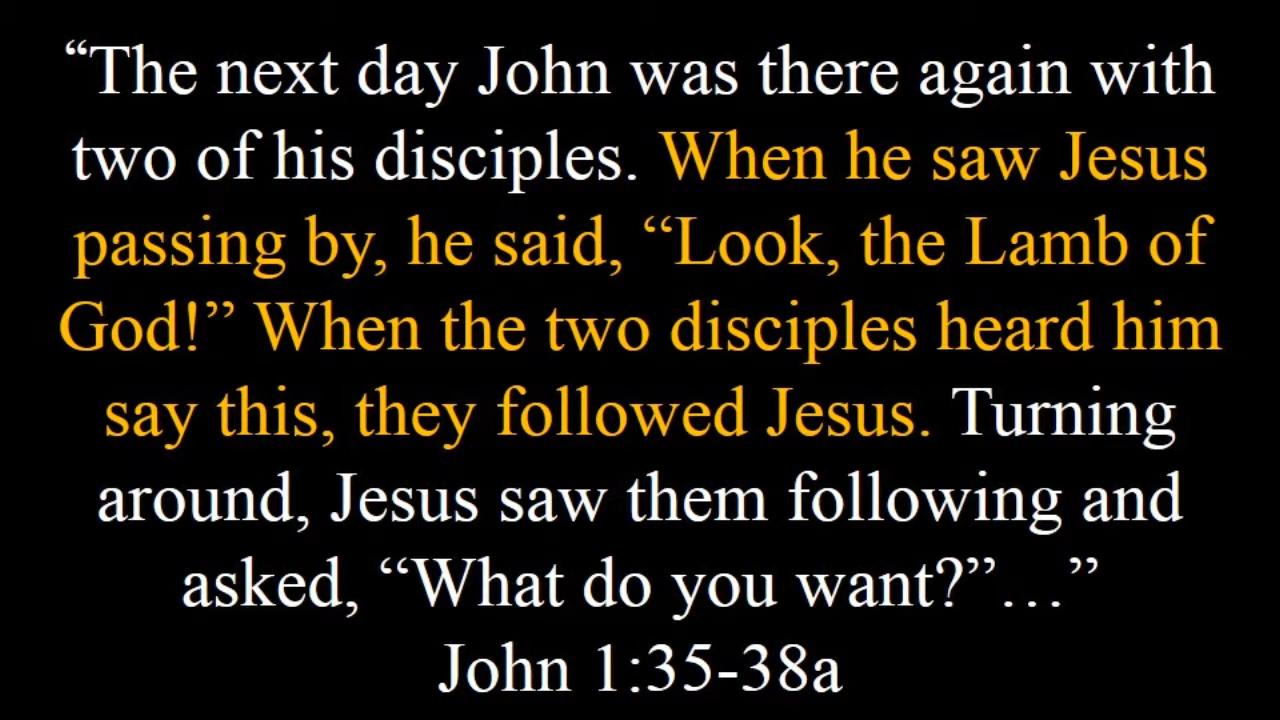 “The next day John was there again with
two of his disciples. When he saw Jesus
passing by, he said, “Look, the Lamb of
God!” When the two disciples heard him
say this, they followed Jesus. Turning
around, Jesus saw them following and
asked, “What do you want?”…”
John 1:35-38a